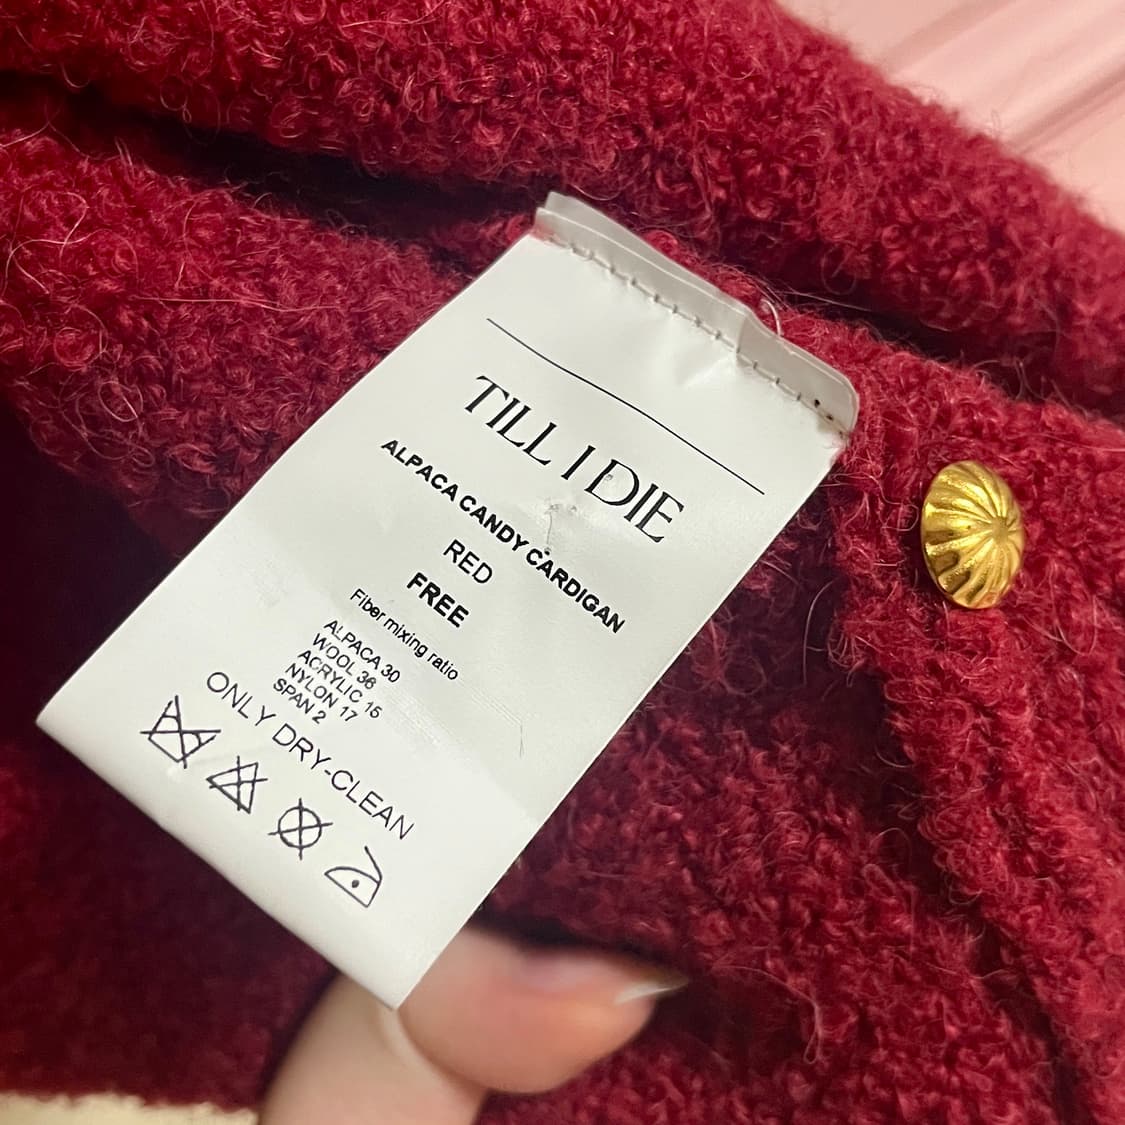 TILL I DIE
ALPACA CANDY CARDIGAN
RED
FREE
Fiber mixing ratio
ALPACA 30
WOOL 36
ACRYLIC 15
NYLON 17
SPAN 2
ONLY DRY-CLEAN